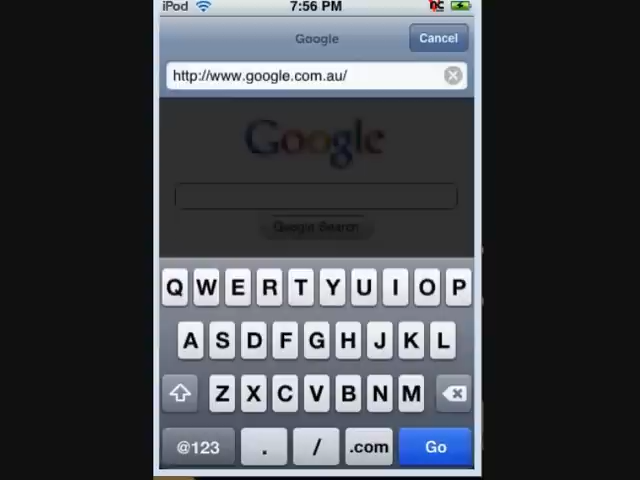 iPod 7:56 PM
Google Cancel
http://www.google.com.au/
Google
Google Search
Q W E R T Y U I O P
A S D F G H J K L
Z X C V B N M
@123 . / .com Go